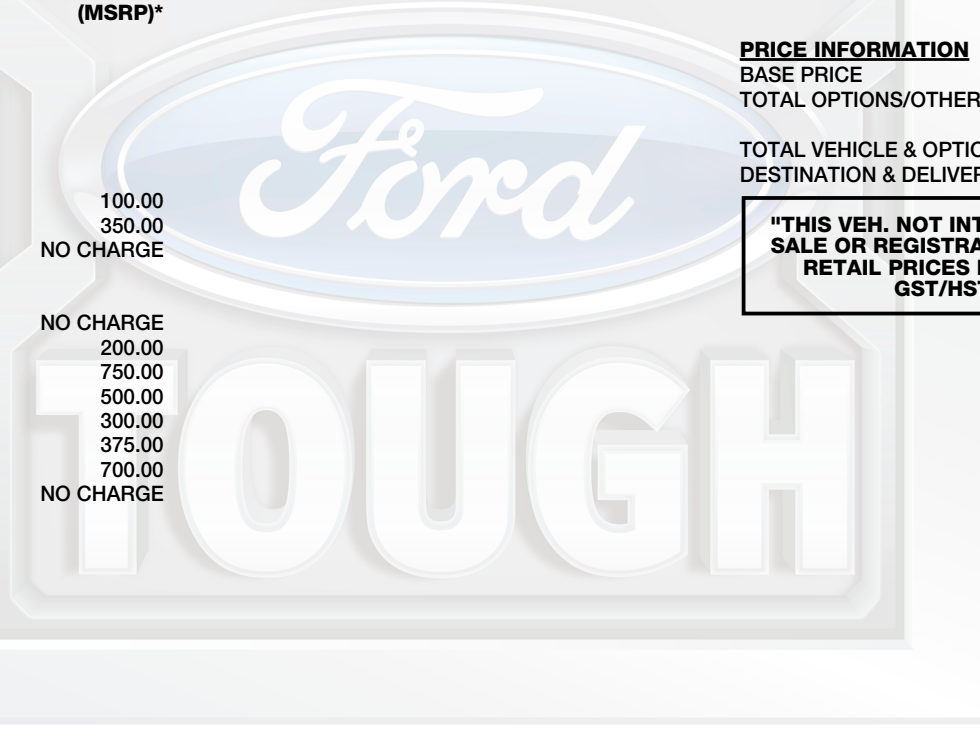 (MSRP)*
100.00
350.00
NO CHARGE
NO CHARGE
200.00
750.00
500.00
300.00
375.00
700.00
NO CHARGE
Ford
TOUGH
PRICE INFORMATION
BASE PRICE
TOTAL OPTIONS/OTHER
TOTAL VEHICLE & OPTIO
DESTINATION & DELIVER
"THIS VEH. NOT INT
SALE OR REGISTRA
RETAIL PRICES
GST/HST